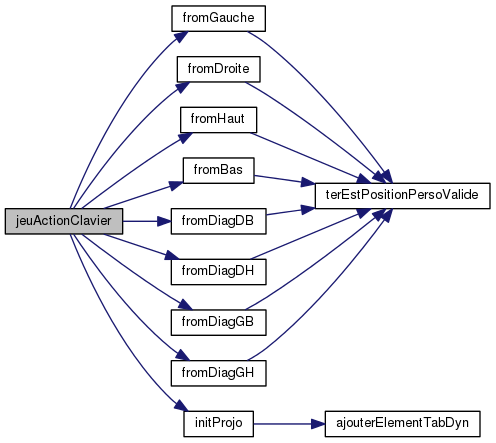 fromGauche
fromDroite
fromHaut
fromBas
terEstPositionPersoValide
jeuActionClavier
fromDiagDB
fromDiagDH
fromDiagGB
fromDiagGH
initProjo
ajouterElementTabDyn